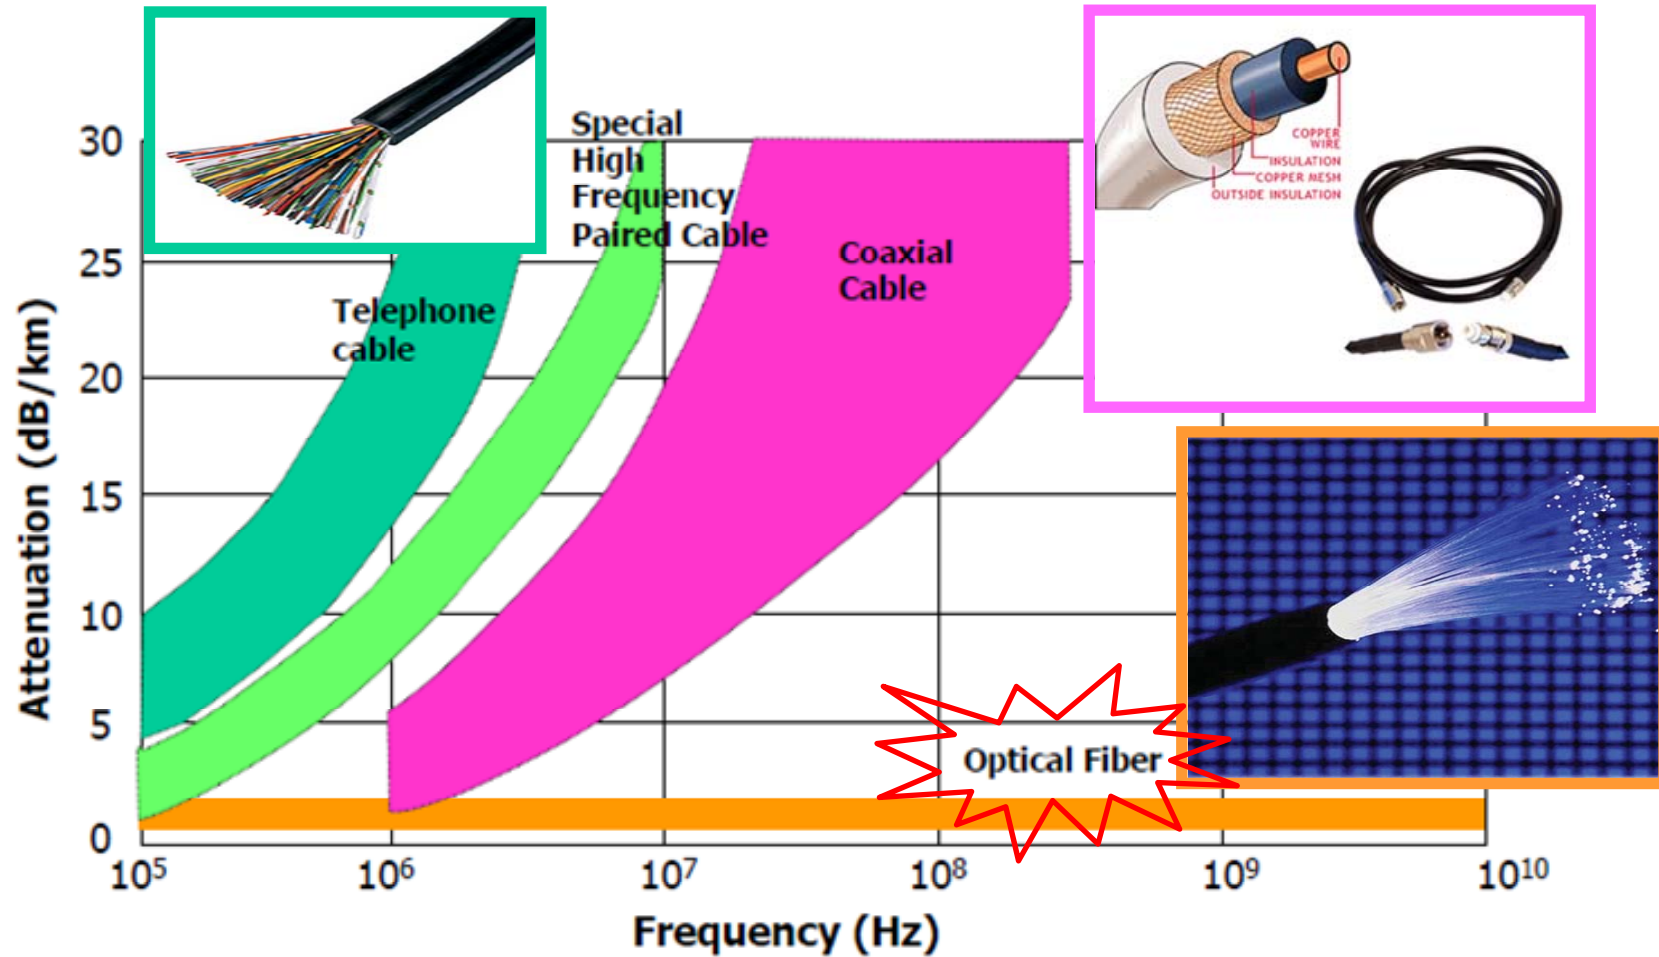 Special
High
Frequency
Paired Cable
COPPER
WIRE
INSULATION
COPPER MESH
OUTSIDE INSULATION
Coaxial
Cable
Telephone
cable
Optical Fiber
Attenuation (dB/km)
30
25
20
15
10
5
0
10⁵ 10⁶ 10⁷ 10⁸ 10⁹ 10¹⁰
Frequency (Hz)